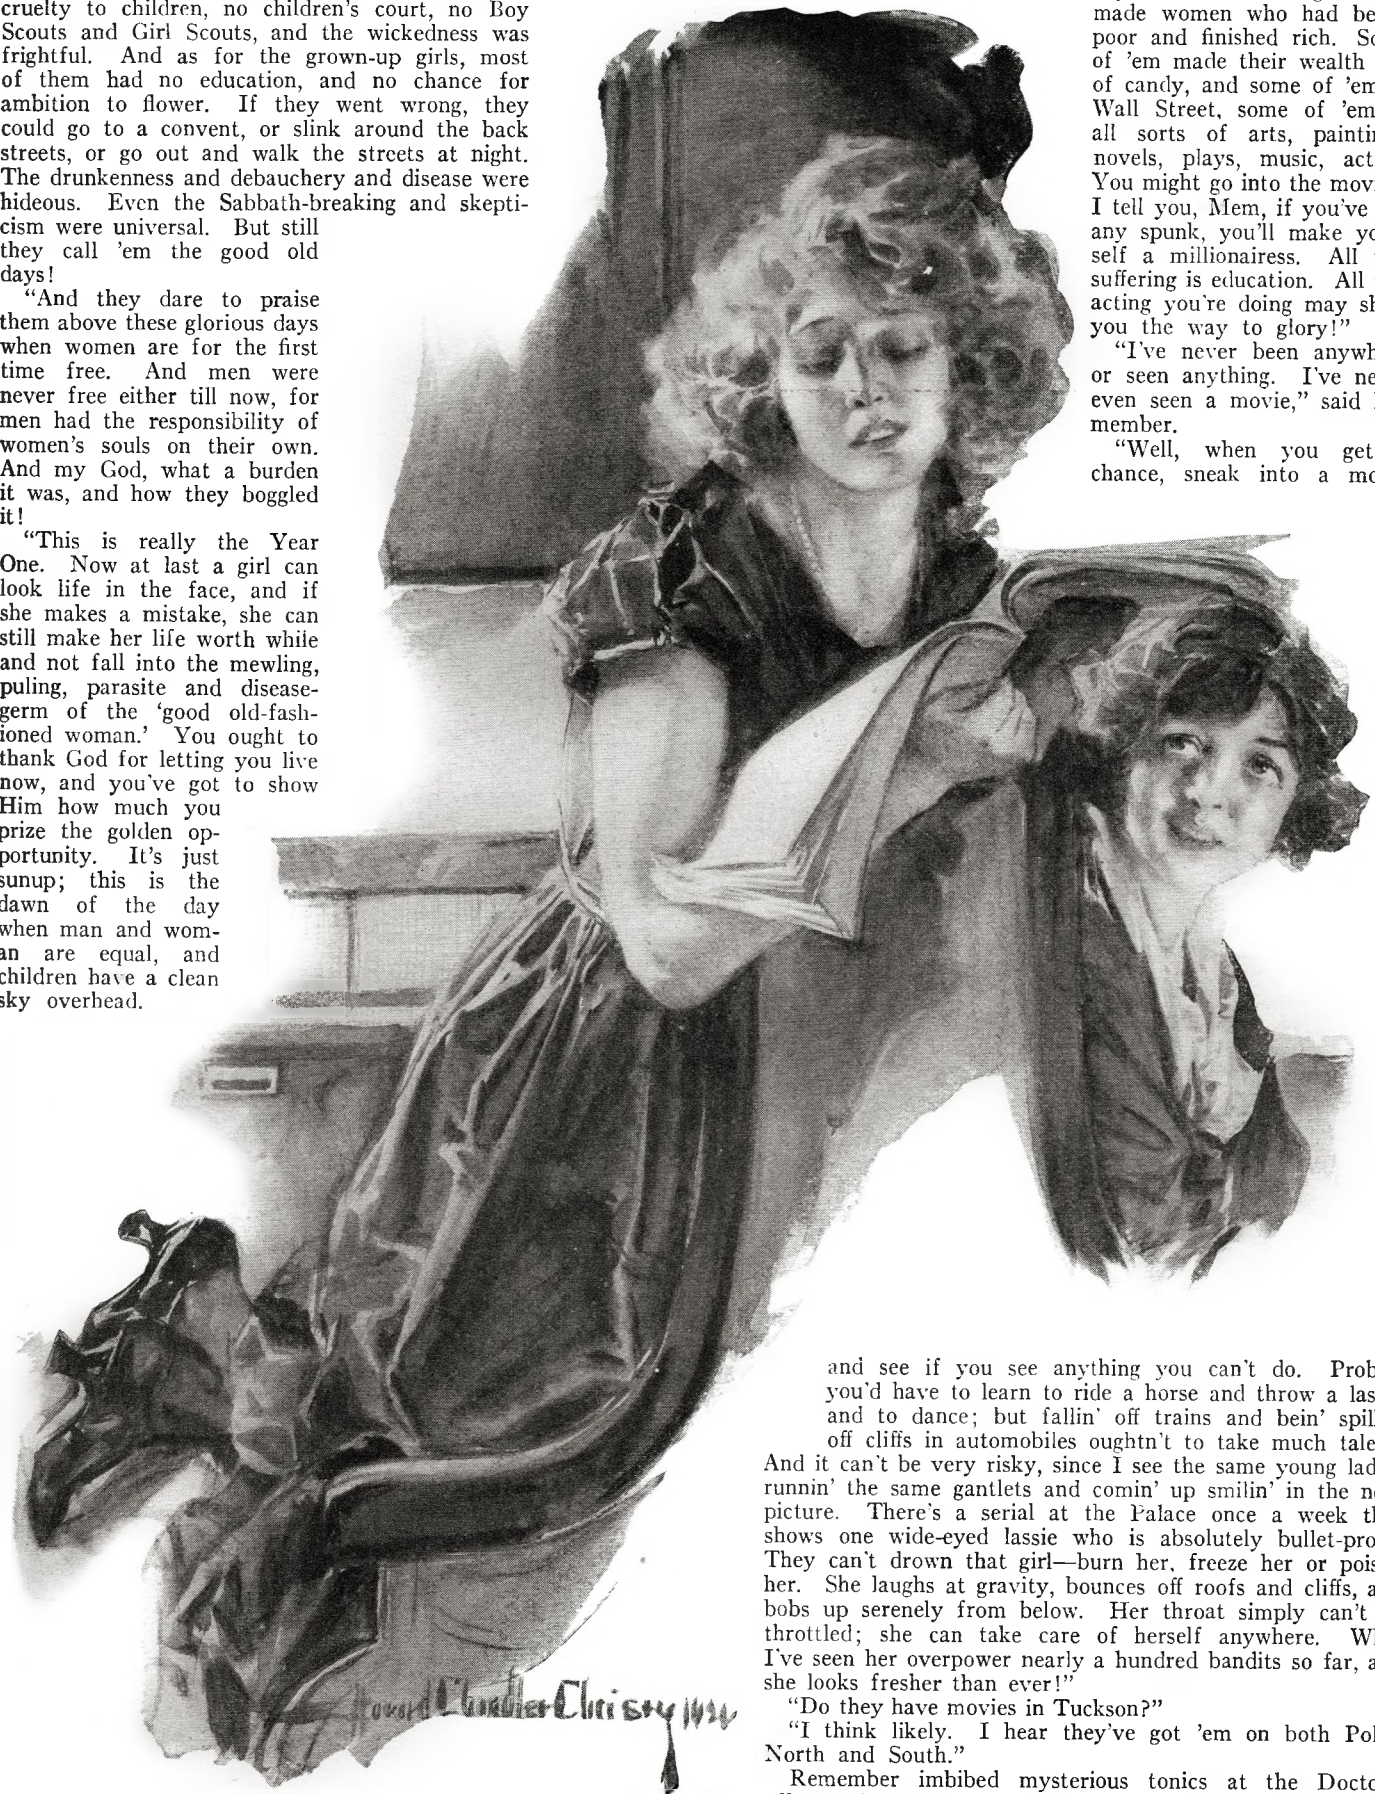 cruelty to children, no children's court, no Boy
Scouts and Girl Scouts, and the wickedness was
frightful. And as for the grown-up girls, most
of them had no education, and no chance for
ambition to flower. If they went wrong, they
could go to a convent, or slink around the back
streets, or go out and walk the streets at night.
The drunkenness and debauchery and disease were
hideous. Even the Sabbath-breaking and skepti-
cism were universal. But still
they call 'em the good old
days!
“And they dare to praise
them above these glorious days
when women are for the first
time free. And men were
never free either till now, for
men had the responsibility of
women's souls on their own.
And my God, what a burden
it was, and how they boggled
it!
“This is really the Year
One. Now at last a girl can
look life in the face, and if
she makes a mistake, she can
still make her life worth while
and not fall into the mewling,
puling, parasite and disease-
germ of the ‘good old-fash-
ioned woman.’ You ought to
thank God for letting you live
now, and you've got to show
Him how much you
prize the golden op-
portunity. It's just
sunup; this is the
dawn of the day
when man and wom-
an are equal, and
children have a clean
sky overhead.
made women who had be
poor and finished rich. So
of 'em made their wealth
of candy, and some of 'em
Wall Street, some of 'em
all sorts of arts, paintin
novels, plays, music, act
You might go into the movi
I tell you, Mem, if you've
any spunk, you'll make yo
self a millionairess. All
suffering is education. All
acting you're doing may sh
you the way to glory!”
“I've never been anywh
or seen anything. I've ne
even seen a movie,” said
member.
“Well, when you get
chance, sneak into a mo
and see if you see anything you can't do. Prob
you'd have to learn to ride a horse and throw a las
and to dance; but fallin' off trains and bein' spil
off cliffs in automobiles oughtn't to take much tale
And it can't be very risky, since I see the same young lad
runnin' the same gantlets and comin' up smilin' in the n
picture. There's a serial at the Palace once a week th
shows one wide-eyed lassie who is absolutely bullet-pro
They can't drown that girl—burn her, freeze her or pois
her. She laughs at gravity, bounces off roofs and cliffs, a
bobs up serenely from below. Her throat simply can't
throttled; she can take care of herself anywhere. W
I've seen her overpower nearly a hundred bandits so far, a
she looks fresher than ever!”
“Do they have movies in Tuckson?”
“I think likely. I hear they've got 'em on both Pol
North and South.”
Remember imbibed mysterious tonics at the Docto
Howard Chandler Christy